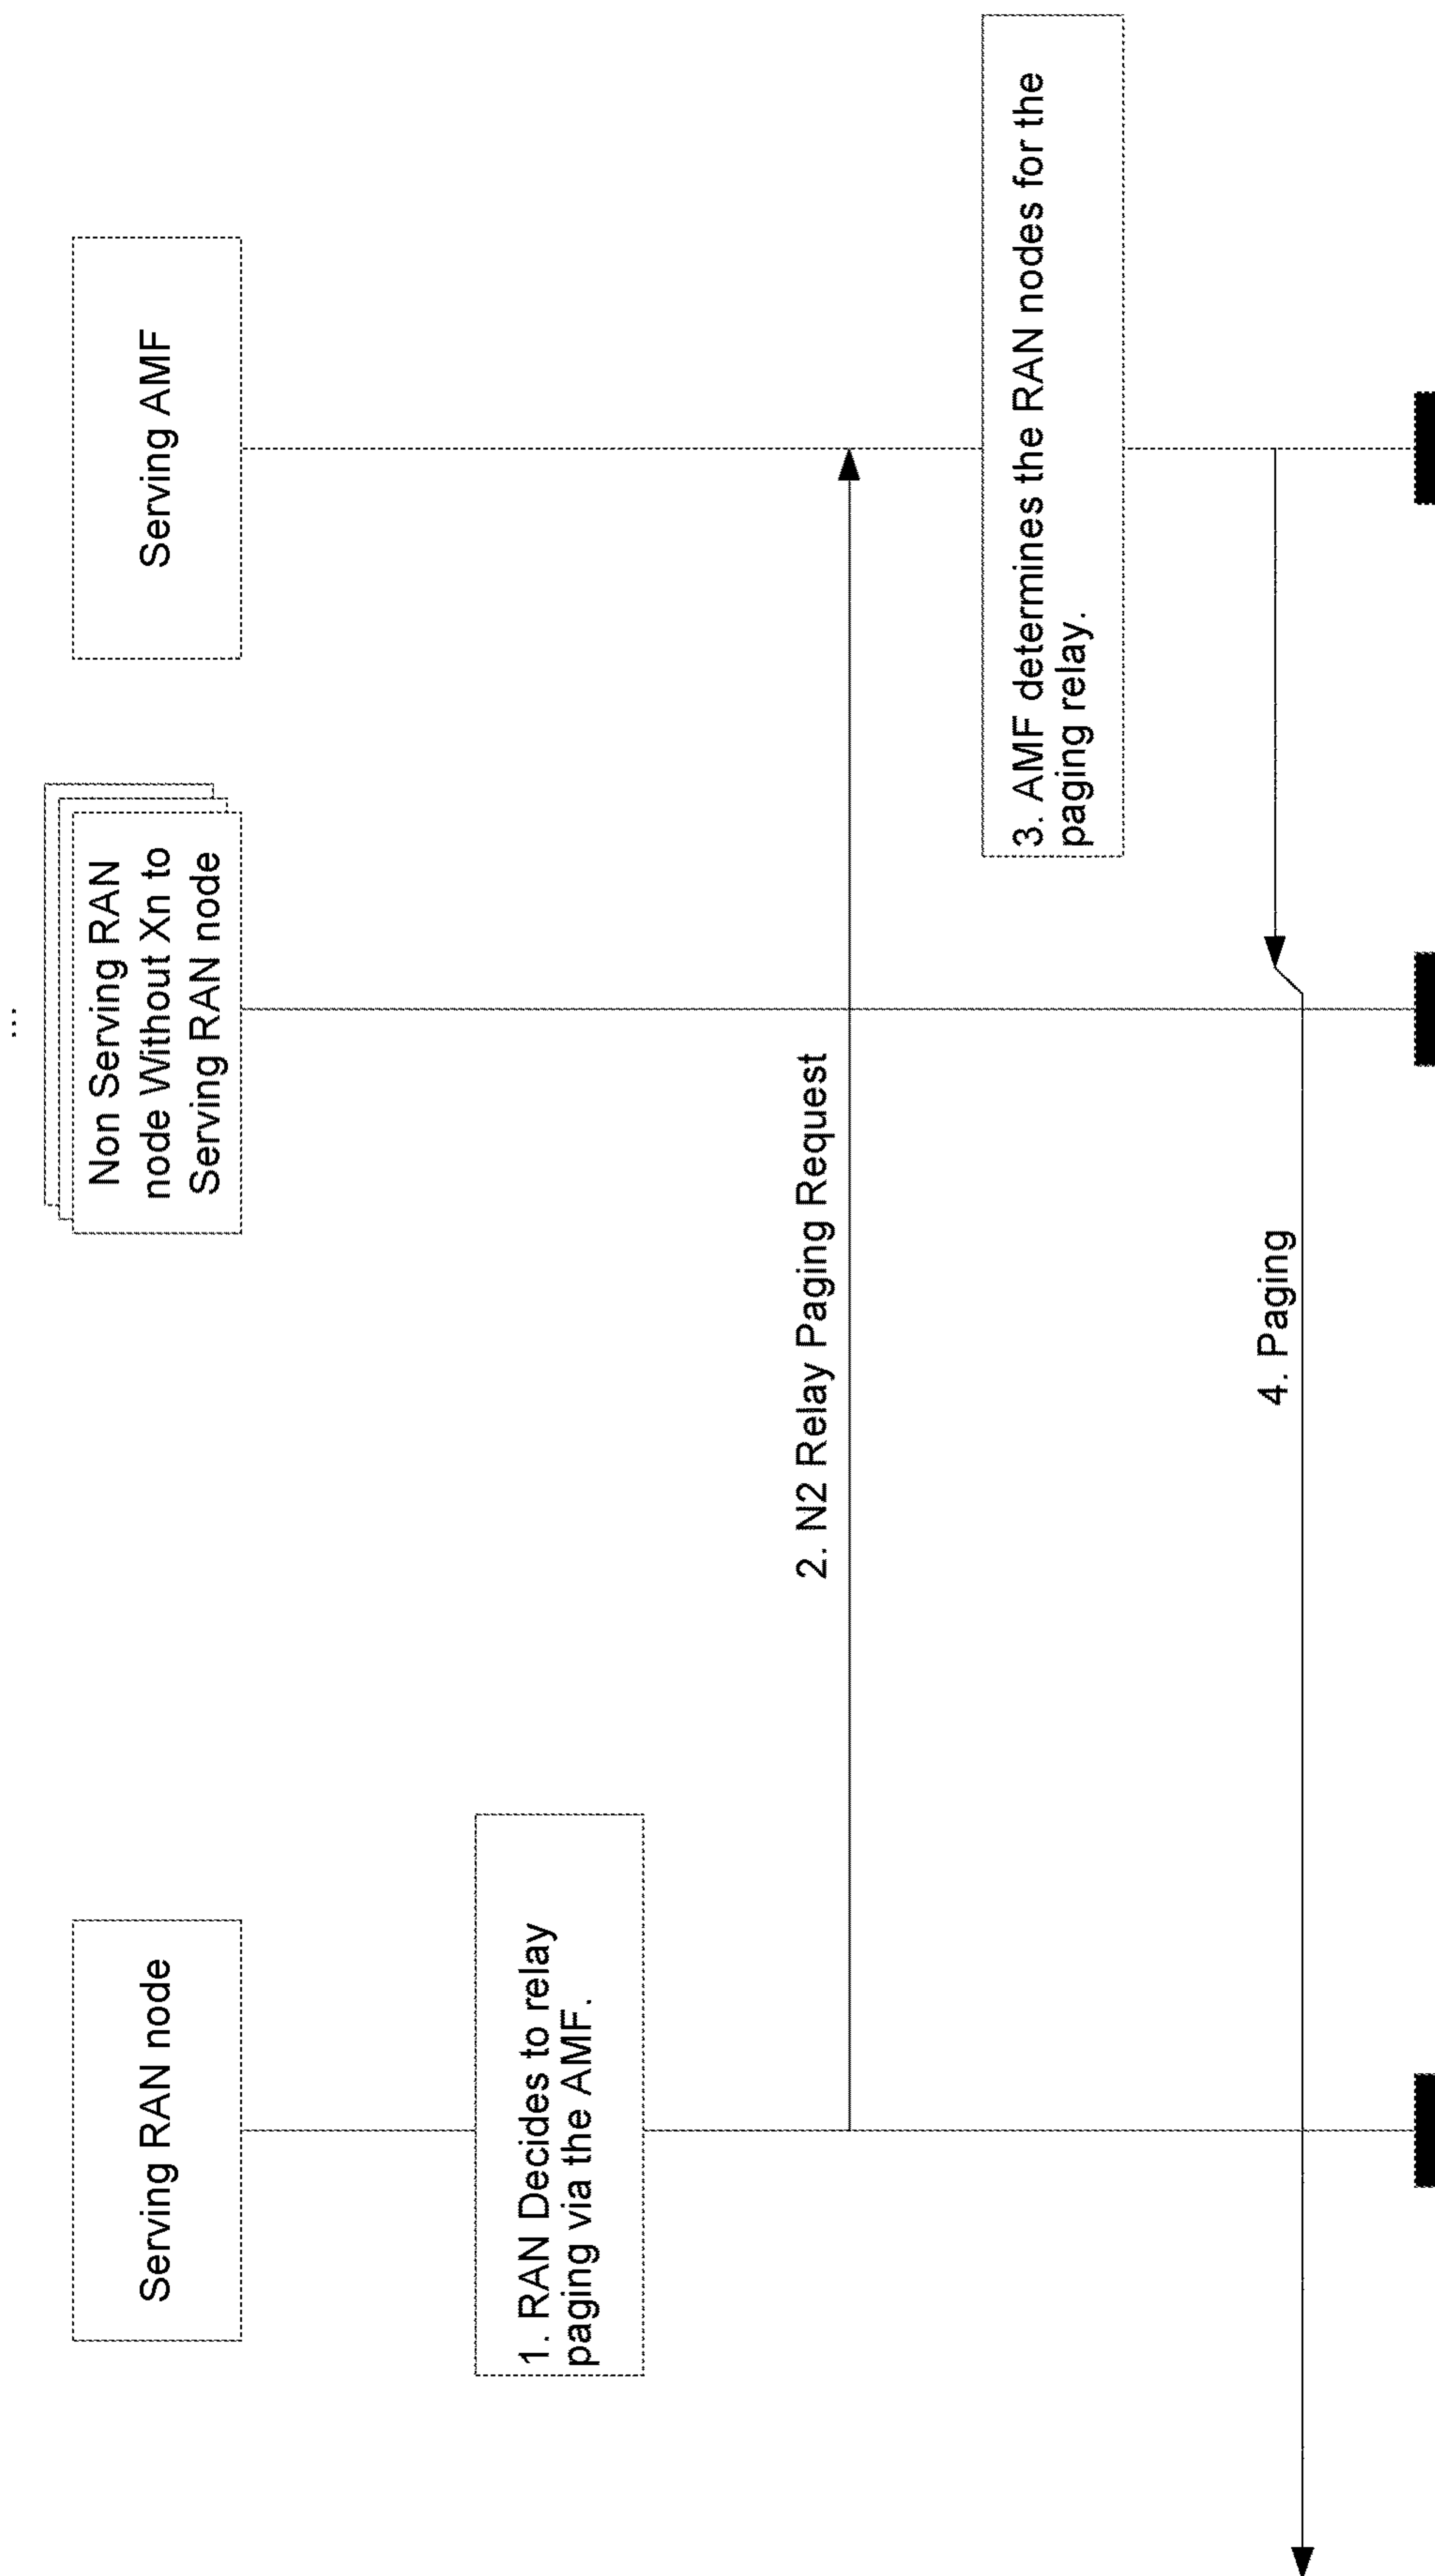 ...
Serving RAN node
Non Serving RAN
node Without Xn to
Serving RAN node
Serving AMF
1. RAN Decides to relay
paging via the AMF.
2. N2 Relay Paging Request
3. AMF determines the RAN nodes for the
paging relay.
4. Paging